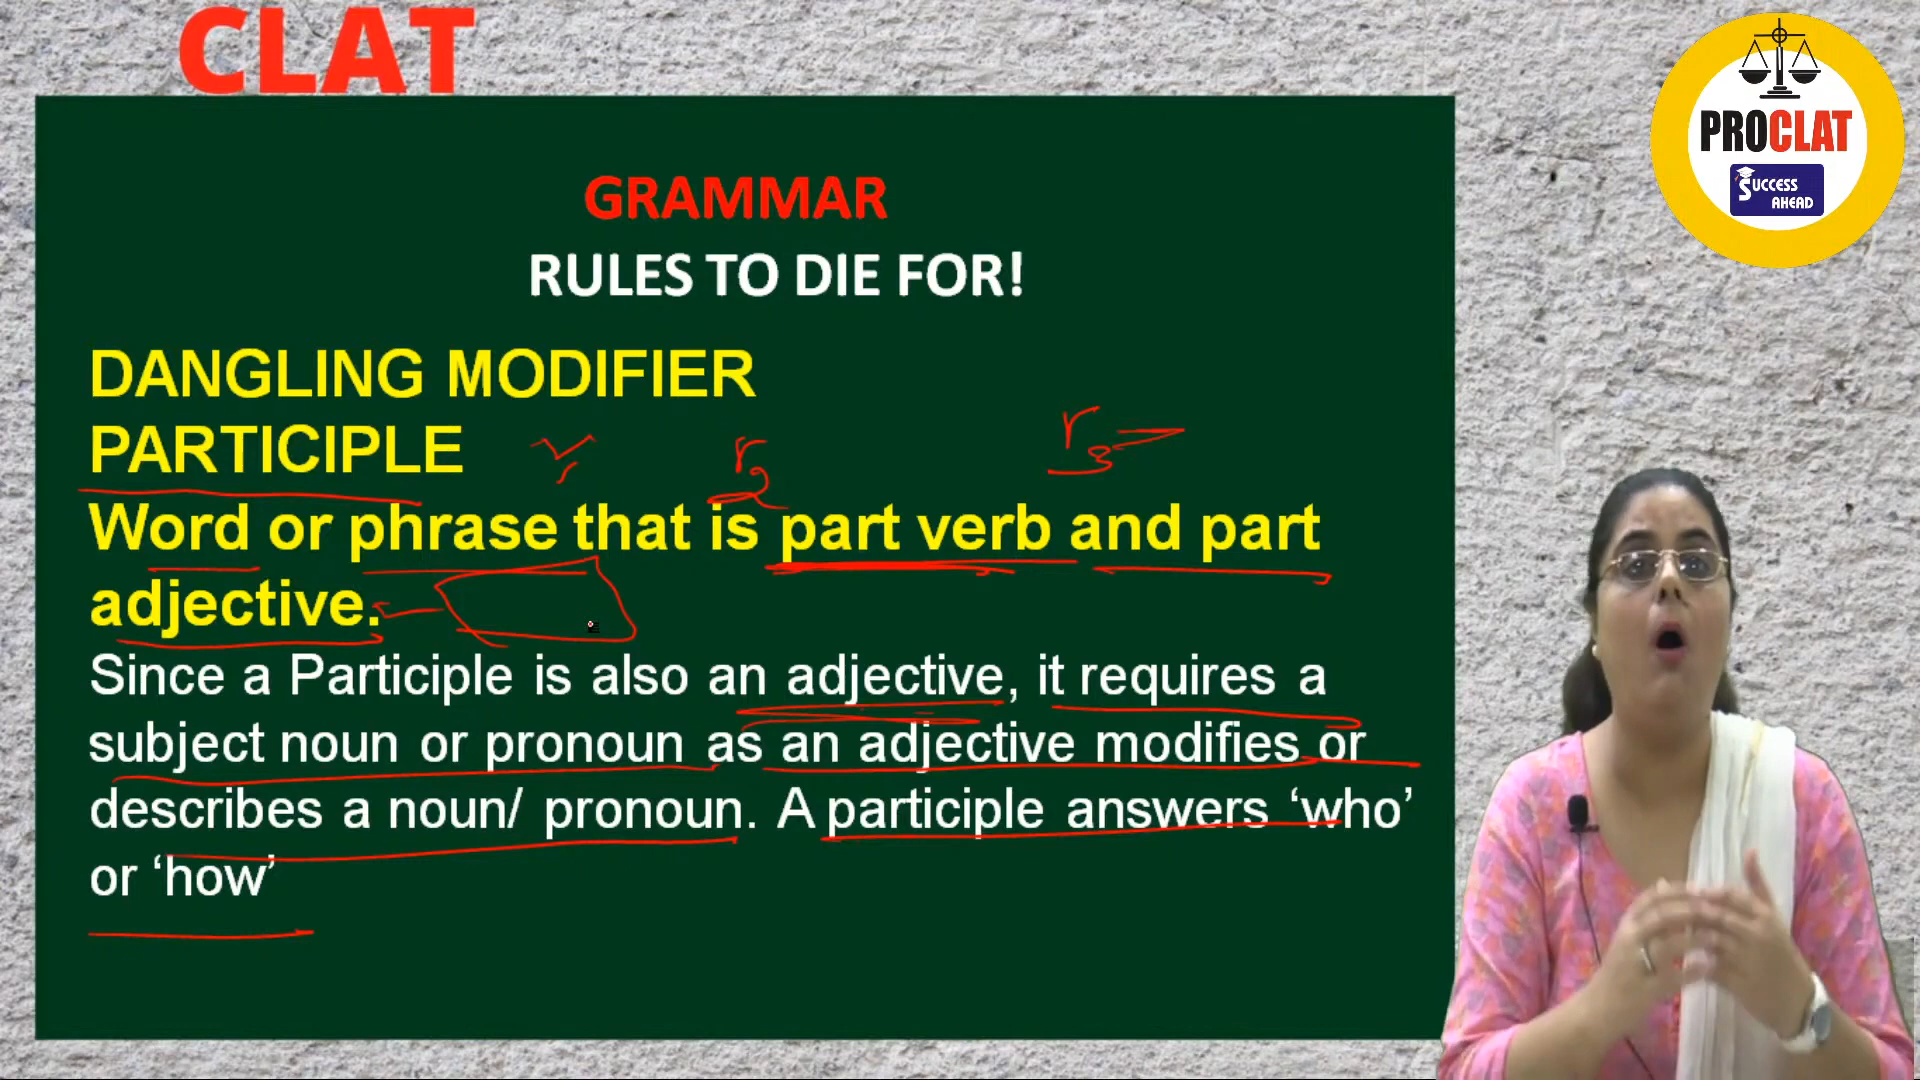 CLAT
PROCLAT
SUCCESS
AHEAD
GRAMMAR
RULES TO DIE FOR!
DANGLING MODIFIER
PARTICIPLE
r2
r3
Word or phrase that is part verb and part
adjective.
Since a Participle is also an adjective, it requires a
subject noun or pronoun as an adjective modifies or
describes a noun/ pronoun. A participle answers ‘who’
or ‘how’